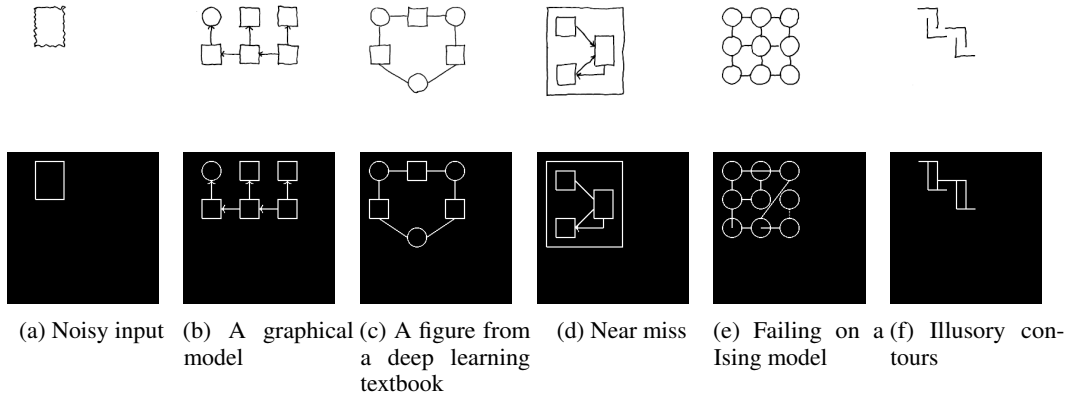 (a) Noisy input
(b) A graphical model
(c) A figure from a deep learning textbook
(d) Near miss
(e) Failing on a Ising model
(f) Illusory con-
tours